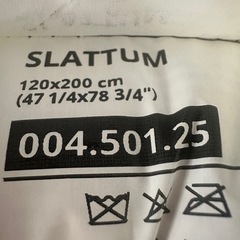 SLATTUM
120x200 cm
(47 1/4x78 3/4")
004.501.25